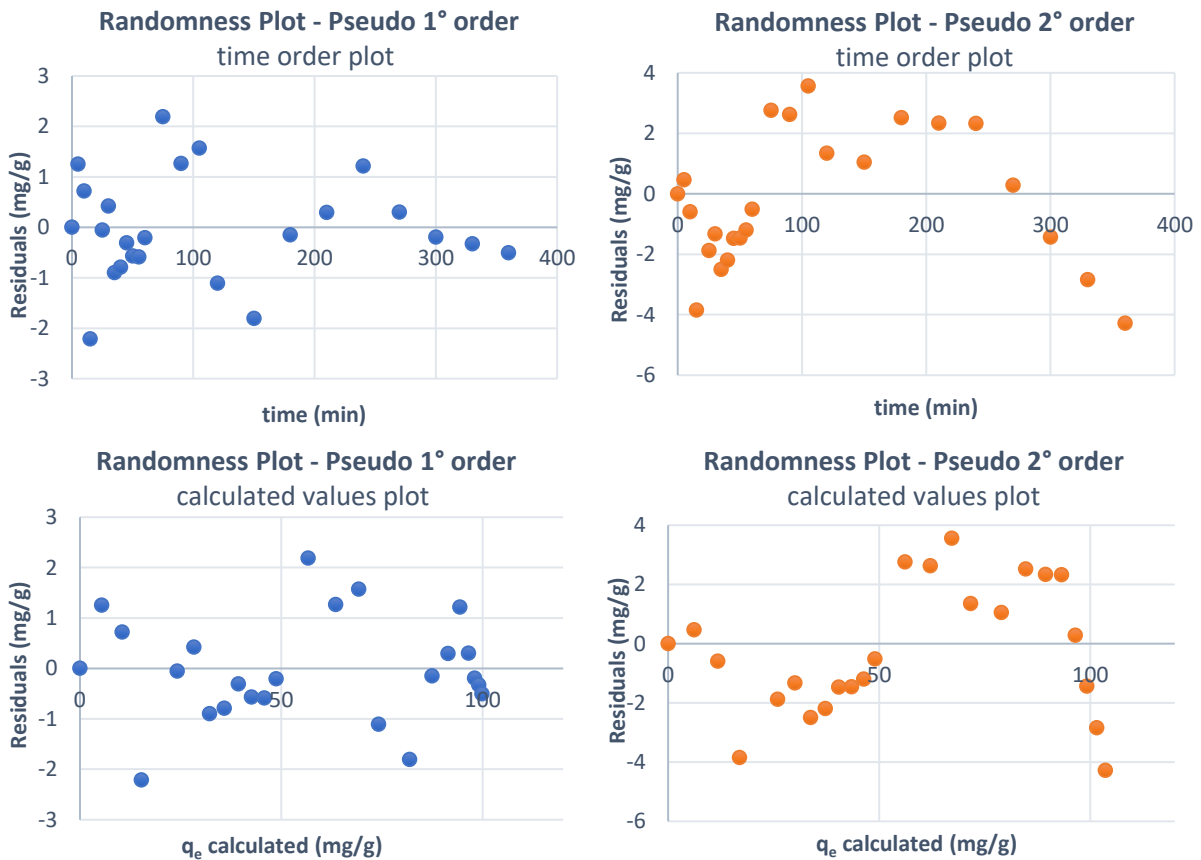 Randomness Plot - Pseudo 1° order
time order plot
3
2
1
0
-1
-2
-3
0
100
200
300
400
Residuals (mg/g)
time (min)
Randomness Plot - Pseudo 2° order
time order plot
4
2
0
-2
-4
-6
0
100
200
300
400
Residuals (mg/g)
time (min)
Randomness Plot - Pseudo 1° order
calculated values plot
3
2
1
0
-1
-2
-3
0
50
100
Residuals (mg/g)
qₑ calculated (mg/g)
Randomness Plot - Pseudo 2° order
calculated values plot
4
2
0
-2
-4
-6
0
50
100
Residuals (mg/g)
qₑ calculated (mg/g)